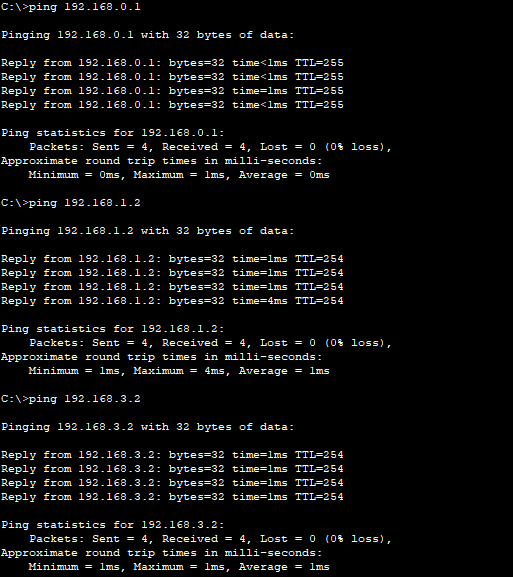 C:\>ping 192.168.0.1
Pinging 192.168.0.1 with 32 bytes of data:
Reply from 192.168.0.1: bytes=32 time<1ms TTL=255
Reply from 192.168.0.1: bytes=32 time<1ms TTL=255
Reply from 192.168.0.1: bytes=32 time=1ms TTL=255
Reply from 192.168.0.1: bytes=32 time<1ms TTL=255
Ping statistics for 192.168.0.1:
    Packets: Sent = 4, Received = 4, Lost = 0 (0% loss),
Approximate round trip times in milli-seconds:
    Minimum = 0ms, Maximum = 1ms, Average = 0ms
C:\>ping 192.168.1.2
Pinging 192.168.1.2 with 32 bytes of data:
Reply from 192.168.1.2: bytes=32 time=1ms TTL=254
Reply from 192.168.1.2: bytes=32 time=1ms TTL=254
Reply from 192.168.1.2: bytes=32 time=1ms TTL=254
Reply from 192.168.1.2: bytes=32 time=4ms TTL=254
Ping statistics for 192.168.1.2:
    Packets: Sent = 4, Received = 4, Lost = 0 (0% loss),
Approximate round trip times in milli-seconds:
    Minimum = 1ms, Maximum = 4ms, Average = 1ms
C:\>ping 192.168.3.2
Pinging 192.168.3.2 with 32 bytes of data:
Reply from 192.168.3.2: bytes=32 time=1ms TTL=254
Reply from 192.168.3.2: bytes=32 time=1ms TTL=254
Reply from 192.168.3.2: bytes=32 time=1ms TTL=254
Reply from 192.168.3.2: bytes=32 time=1ms TTL=254
Ping statistics for 192.168.3.2:
    Packets: Sent = 4, Received = 4, Lost = 0 (0% loss),
Approximate round trip times in milli-seconds:
    Minimum = 1ms, Maximum = 1ms, Average = 1ms